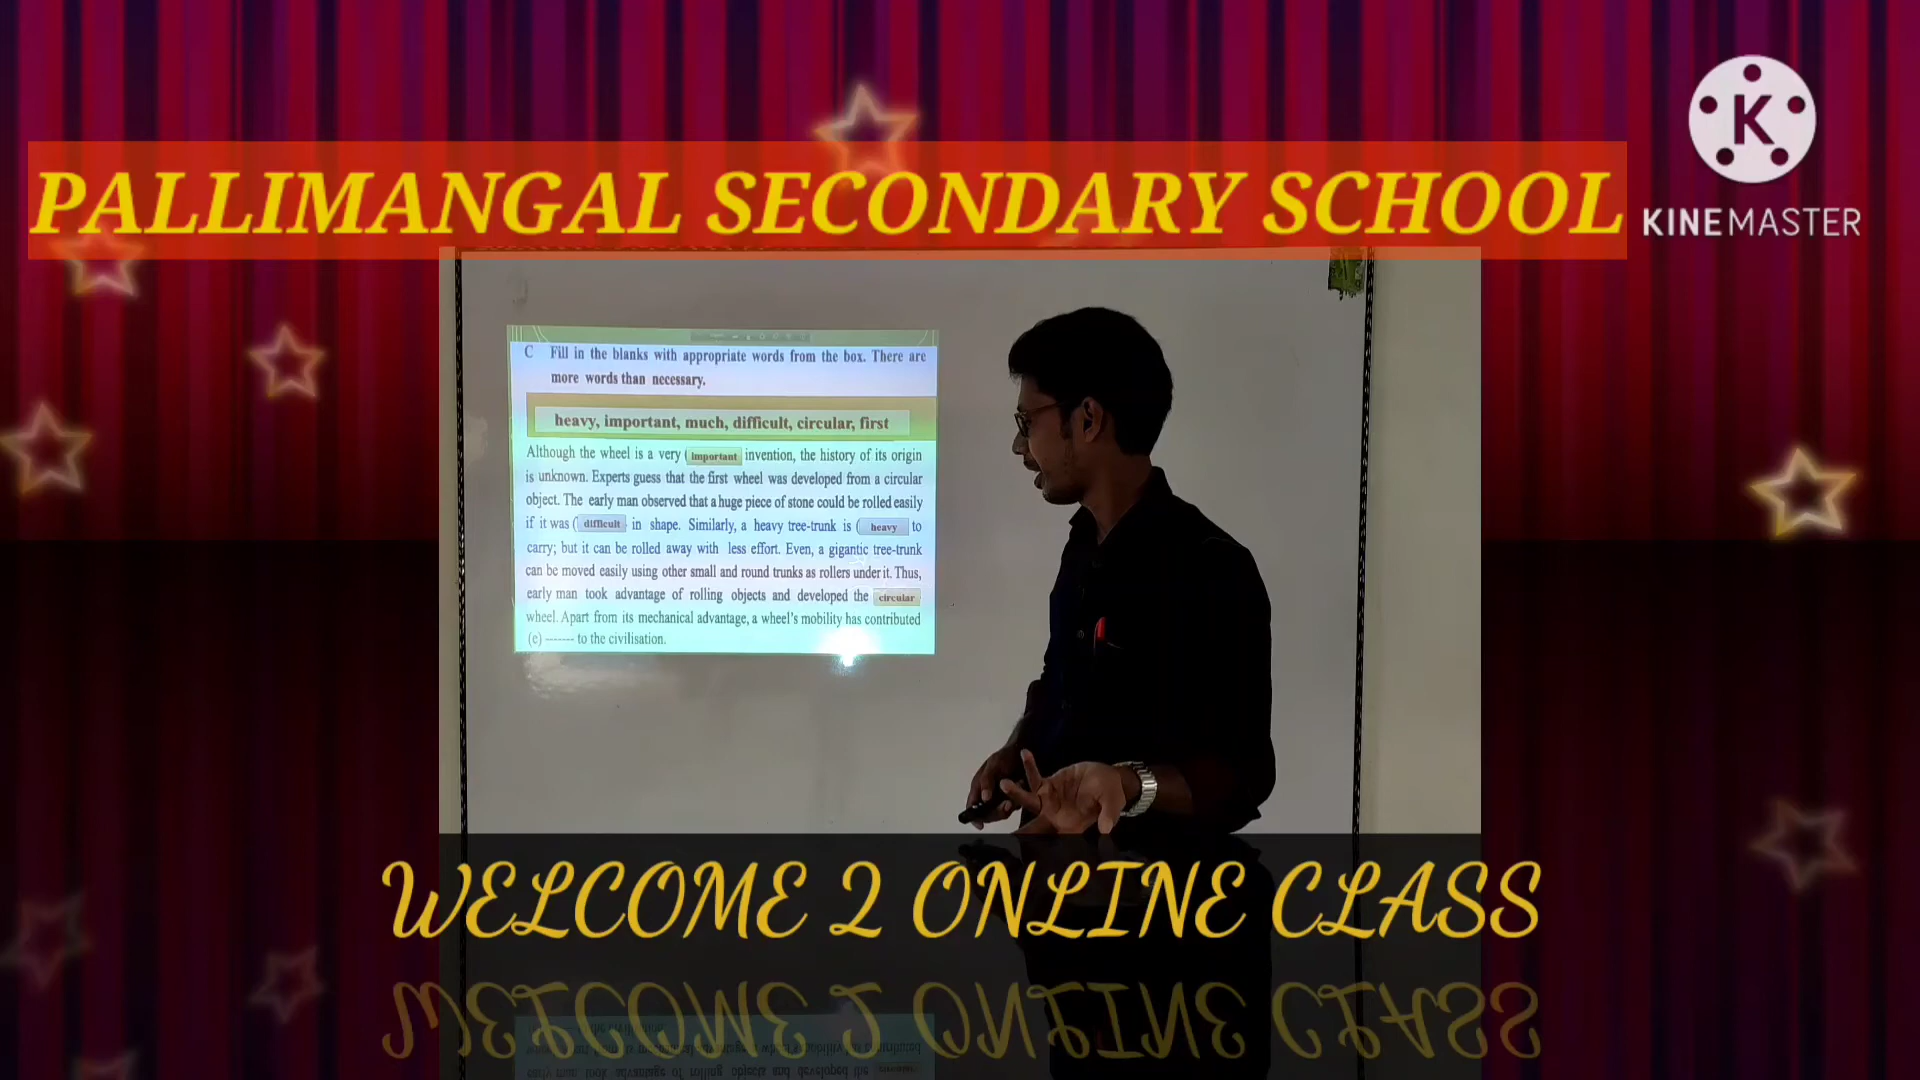 PALLIMANGAL SECONDARY SCHOOL
K
KINEMASTER
C Fill in the blanks with appropriate words from the box. There are
more words than necessary.
heavy, important, much, difficult, circular, first
Although the wheel is a very ( important invention, the history of its origin
is unknown. Experts guess that the first wheel was developed from a circular
object. The early man observed that a huge piece of stone could be rolled easily
if it was ( difficult in shape. Similarly, a heavy tree-trunk is ( heavy to
carry; but it can be rolled away with less effort. Even, a gigantic tree-trunk
can be moved easily using other small and round trunks as rollers under it. Thus,
early man took advantage of rolling objects and developed the circular
wheel. Apart from its mechanical advantage, a wheel's mobility has contributed
(e) ------- to the civilisation.
WELCOME 2 ONLINE CLASS